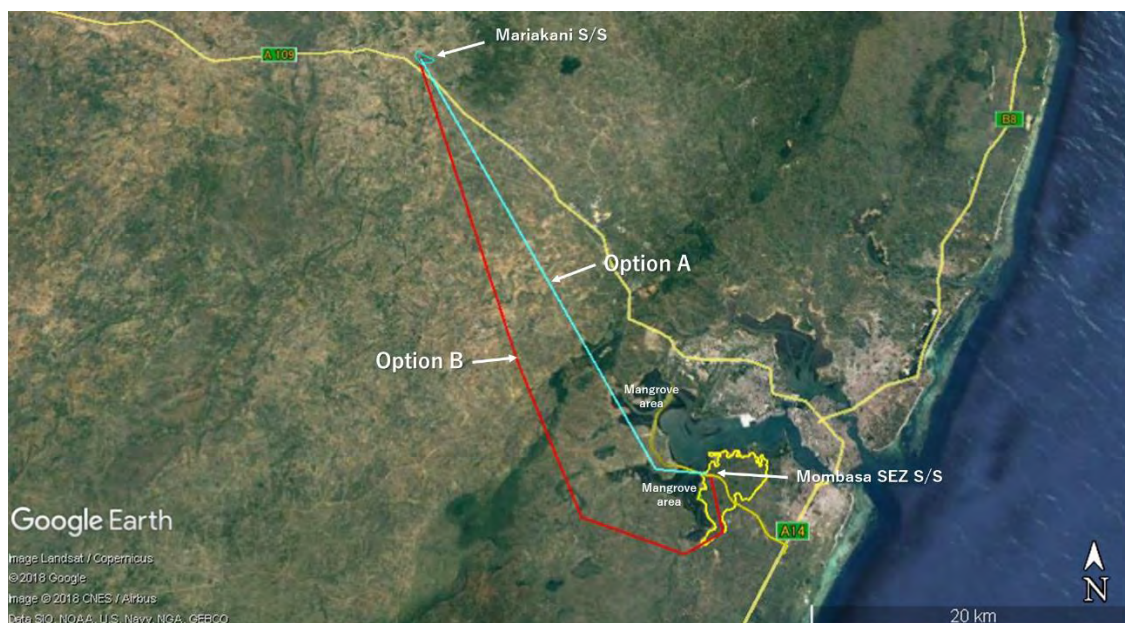 Mariakani S/S
A 109
B8
Option A
Option B
Mangrove
area
Mombasa SEZ S/S
Mangrove
area
Google Earth
A14
Image Landsat / Copernicus
©2018 Google
Image © 2018 CNES / Airbus
Data SIO, NOAA, U.S. Navy, NGA, GEBCO
N
20 km